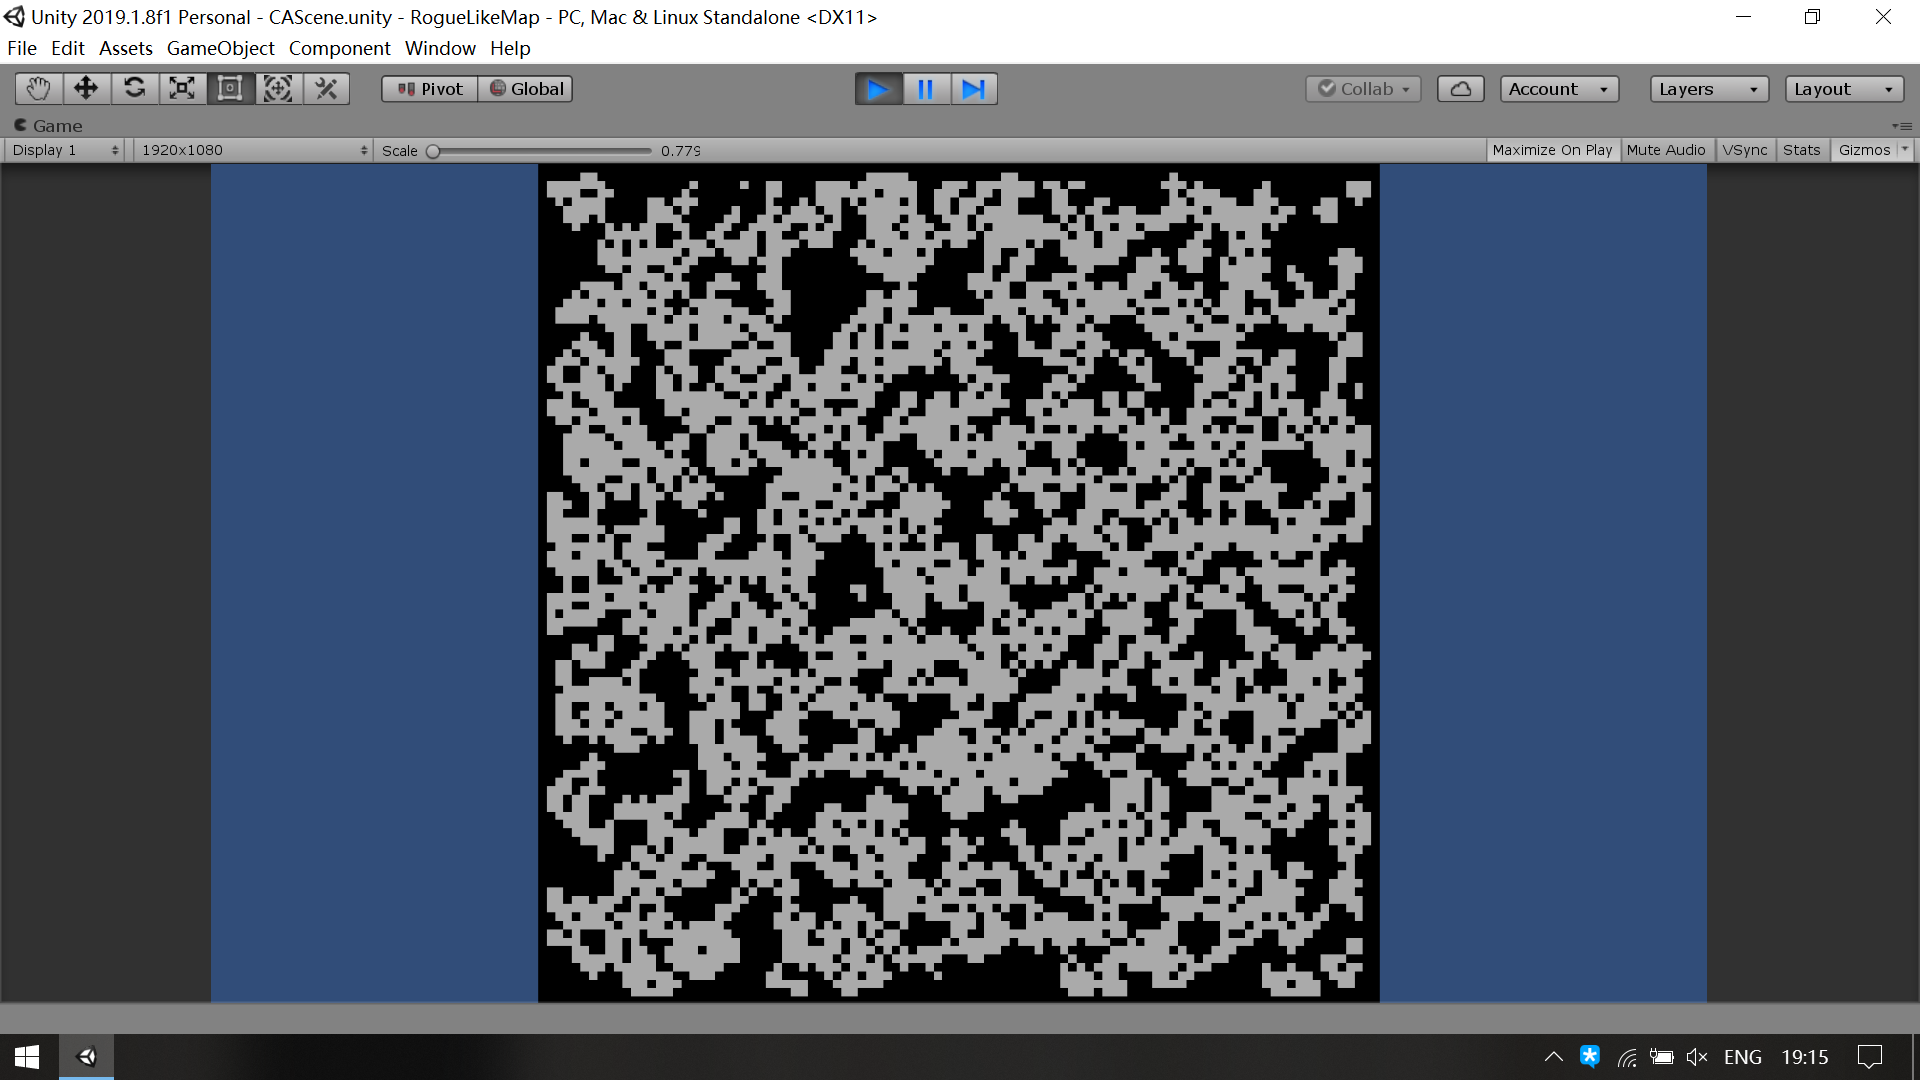 Unity 2019.1.8f1 Personal - CAScene.unity - RogueLikeMap - PC, Mac & Linux Standalone <DX11>
File Edit Assets GameObject Component Window Help
Pivot Global Collab Account Layers Layout
Game
Display 1 1920x1080 Scale 0.779 Maximize On Play Mute Audio VSync Stats Gizmos
ENG 19:15